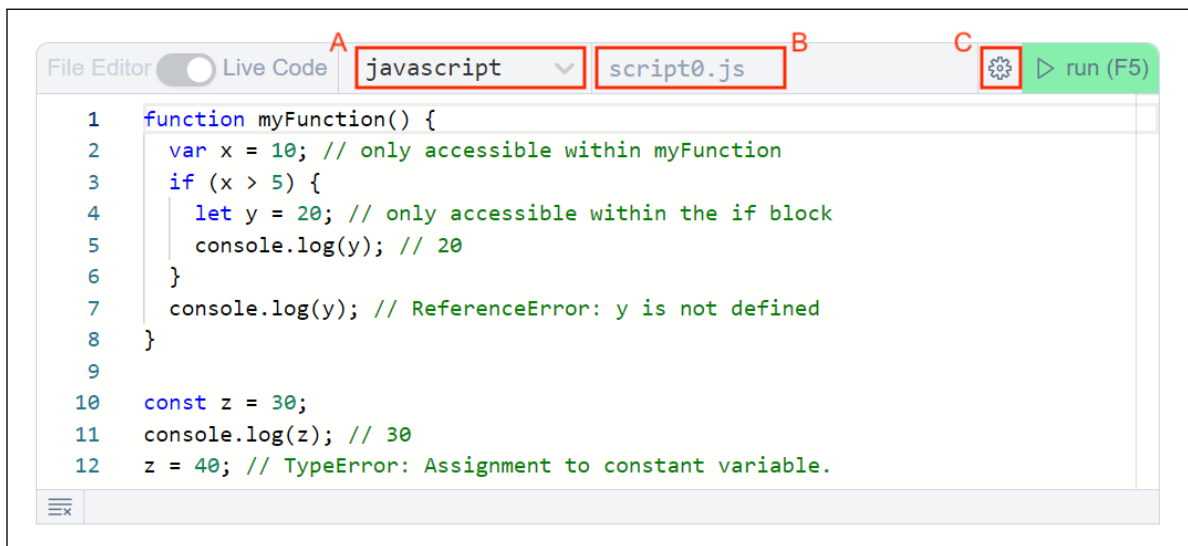 A B C
File Editor Live Code javascript script0.js run (F5)
1 function myFunction() {
2 var x = 10; // only accessible within myFunction
3 if (x > 5) {
4 let y = 20; // only accessible within the if block
5 console.log(y); // 20
6 }
7 console.log(y); // ReferenceError: y is not defined
8 }
9
10 const z = 30;
11 console.log(z); // 30
12 z = 40; // TypeError: Assignment to constant variable.